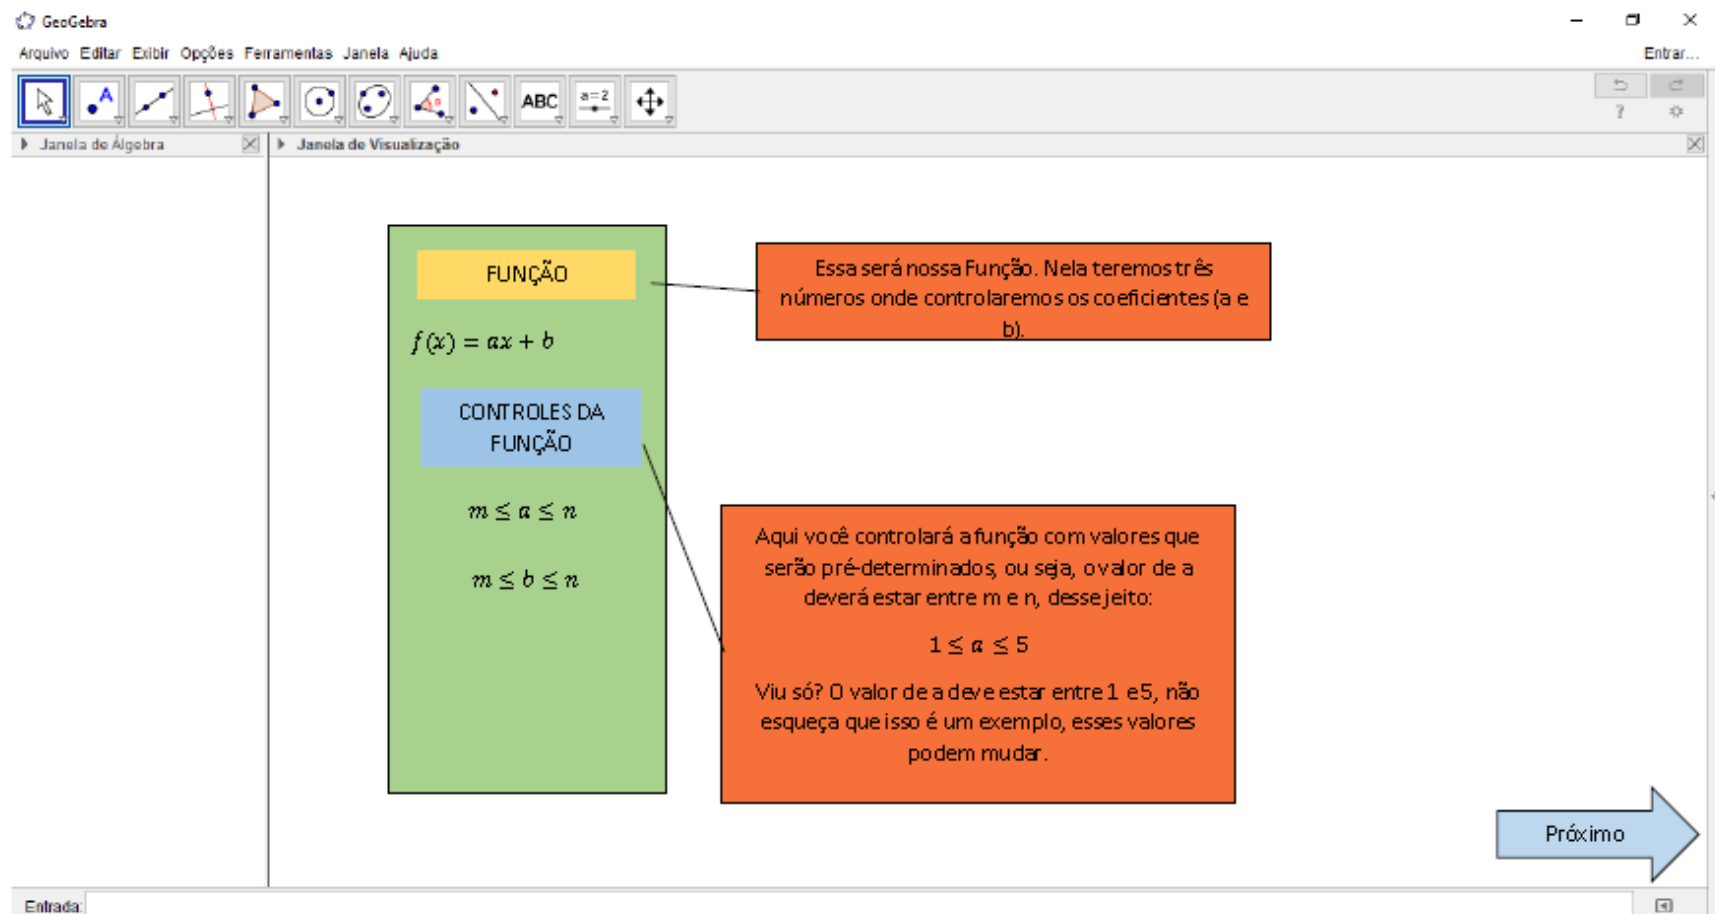 GeoGebra
Arquivo Editar Exibir Opções Ferramentas Janela Ajuda
Entrar...
A
ABC
a=2
?
Janela de Álgebra
Janela de Visualização
FUNÇÃO
f(x) = ax + b
CONTROLES DA
FUNÇÃO
m ≤ a ≤ n
m ≤ b ≤ n
Essa será nossa Função. Nela teremos três
números onde controlaremos os coeficientes (a e
b).
Aqui você controlará a função com valores que
serão pré-determinados, ou seja, o valor de a
deverá estar entre m e n, desse jeito:
1 ≤ a ≤ 5
Viu só? O valor de a deve estar entre 1 e 5, não
esqueça que isso é um exemplo, esses valores
podem mudar.
Próximo
Entrada: